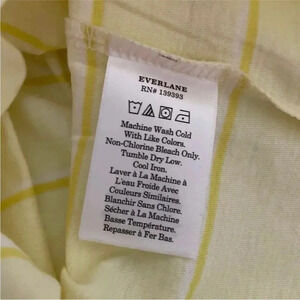 EVERLANE
RN# 139393
Machine Wash Cold
With Like Colors.
Non-Chlorine Bleach Only.
Tumble Dry Low.
Cool Iron.
Laver à La Machine à
L'eau Froide Avec
Couleurs Similaires.
Blanchir Sans Chlore.
Sécher à La Machine
Basse Température.
Repasser à Fer Bas.